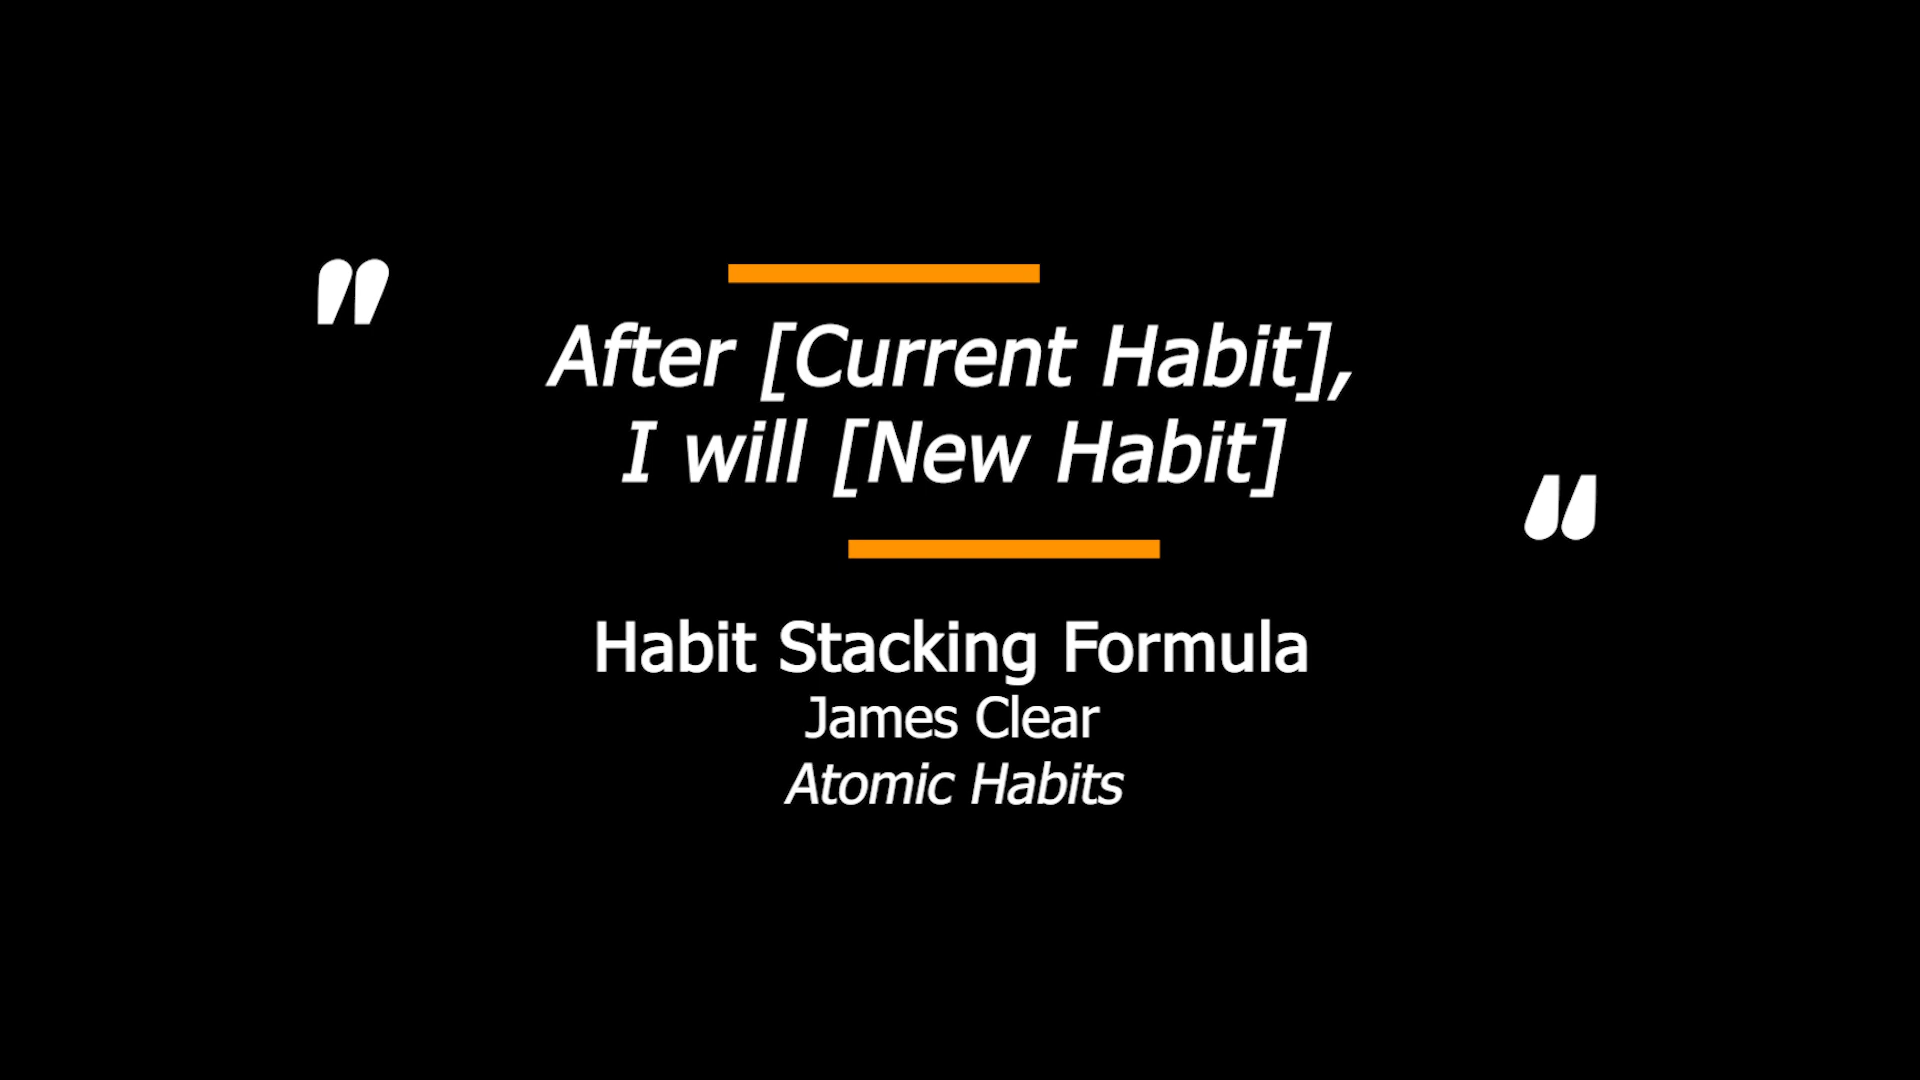 "
After [Current Habit],
I will [New Habit]
"
Habit Stacking Formula
James Clear
Atomic Habits